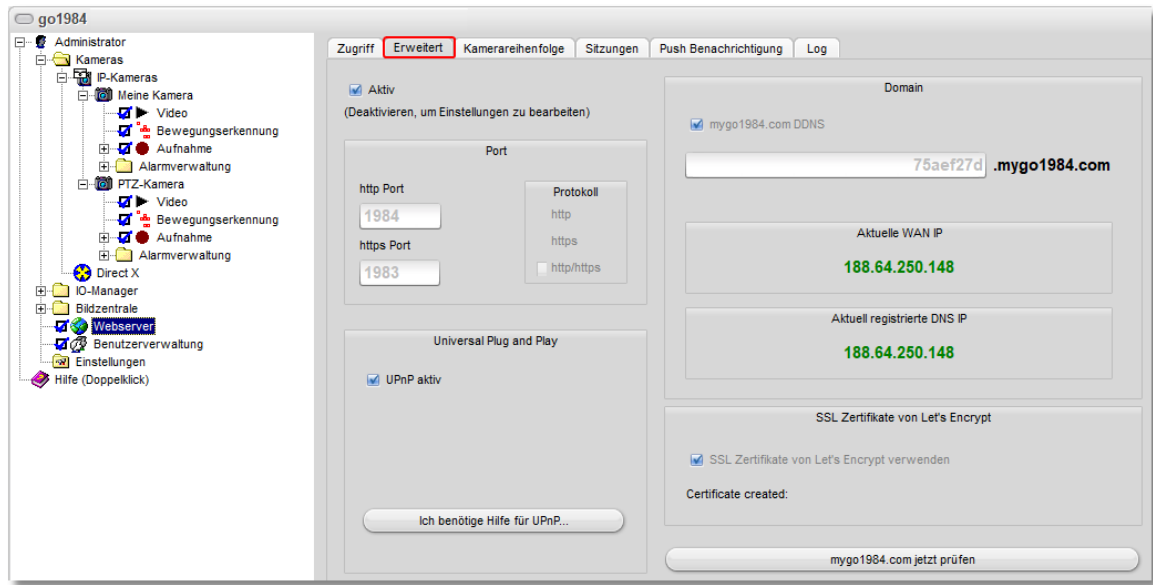 go1984
Administrator
Kameras
IP-Kameras
Meine Kamera
Video
Bewegungserkennung
Aufnahme
Alarmverwaltung
PTZ-Kamera
Video
Bewegungserkennung
Aufnahme
Alarmverwaltung
Direct X
IO-Manager
Bildzentrale
Webserver
Benutzerverwaltung
Einstellungen
Hilfe (Doppelklick)
Zugriff
Erweitert
Kamerareihenfolge
Sitzungen
Push Benachrichtigung
Log
Aktiv
(Deaktivieren, um Einstellungen zu bearbeiten)
Port
http Port
1984
https Port
1983
Protokoll
http
https
http/https
Universal Plug and Play
UPnP aktiv
Ich benötige Hilfe für UPnP...
Domain
mygo1984.com DDNS
75aef27d .mygo1984.com
Aktuelle WAN IP
188.64.250.148
Aktuell registrierte DNS IP
188.64.250.148
SSL Zertifikate von Let's Encrypt
SSL Zertifikate von Let's Encrypt verwenden
Certificate created:
mygo1984.com jetzt prüfen